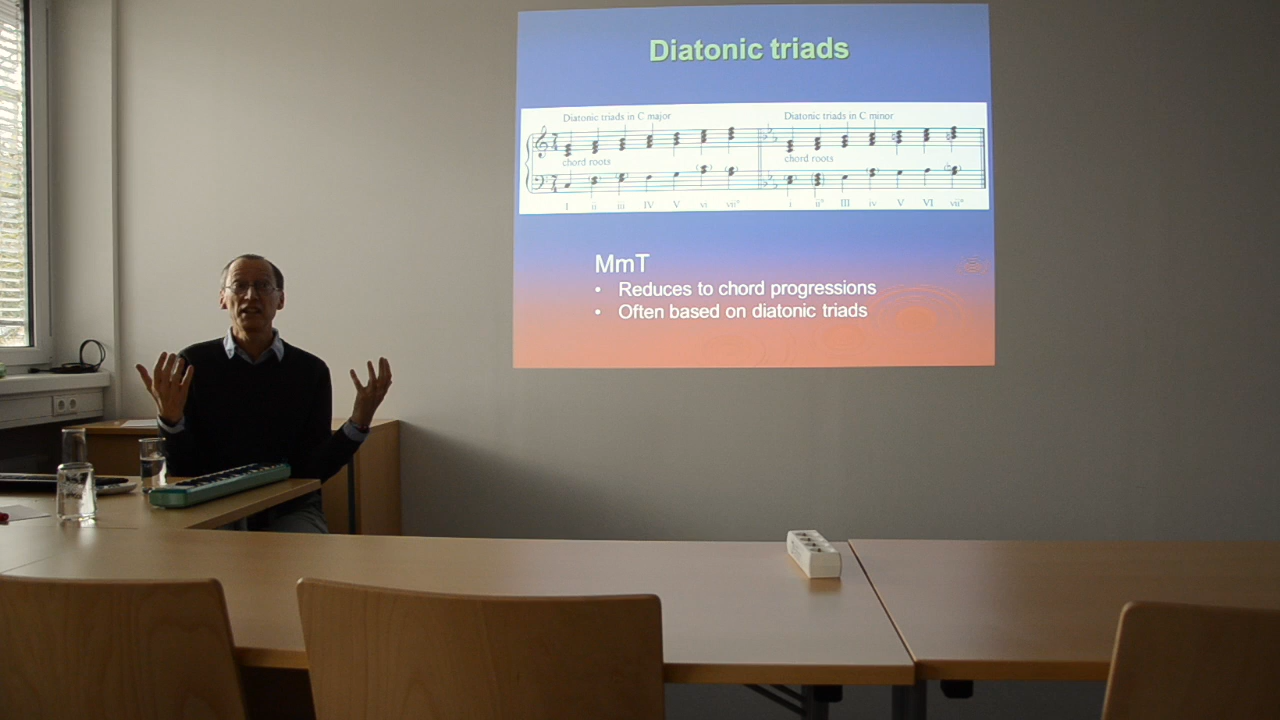 Diatonic triads
Diatonic triads in C major
Diatonic triads in C minor
chord roots
chord roots
I ii iii IV V vi vii°
i ii° III iv V VI vii°
MmT
• Reduces to chord progressions
• Often based on diatonic triads